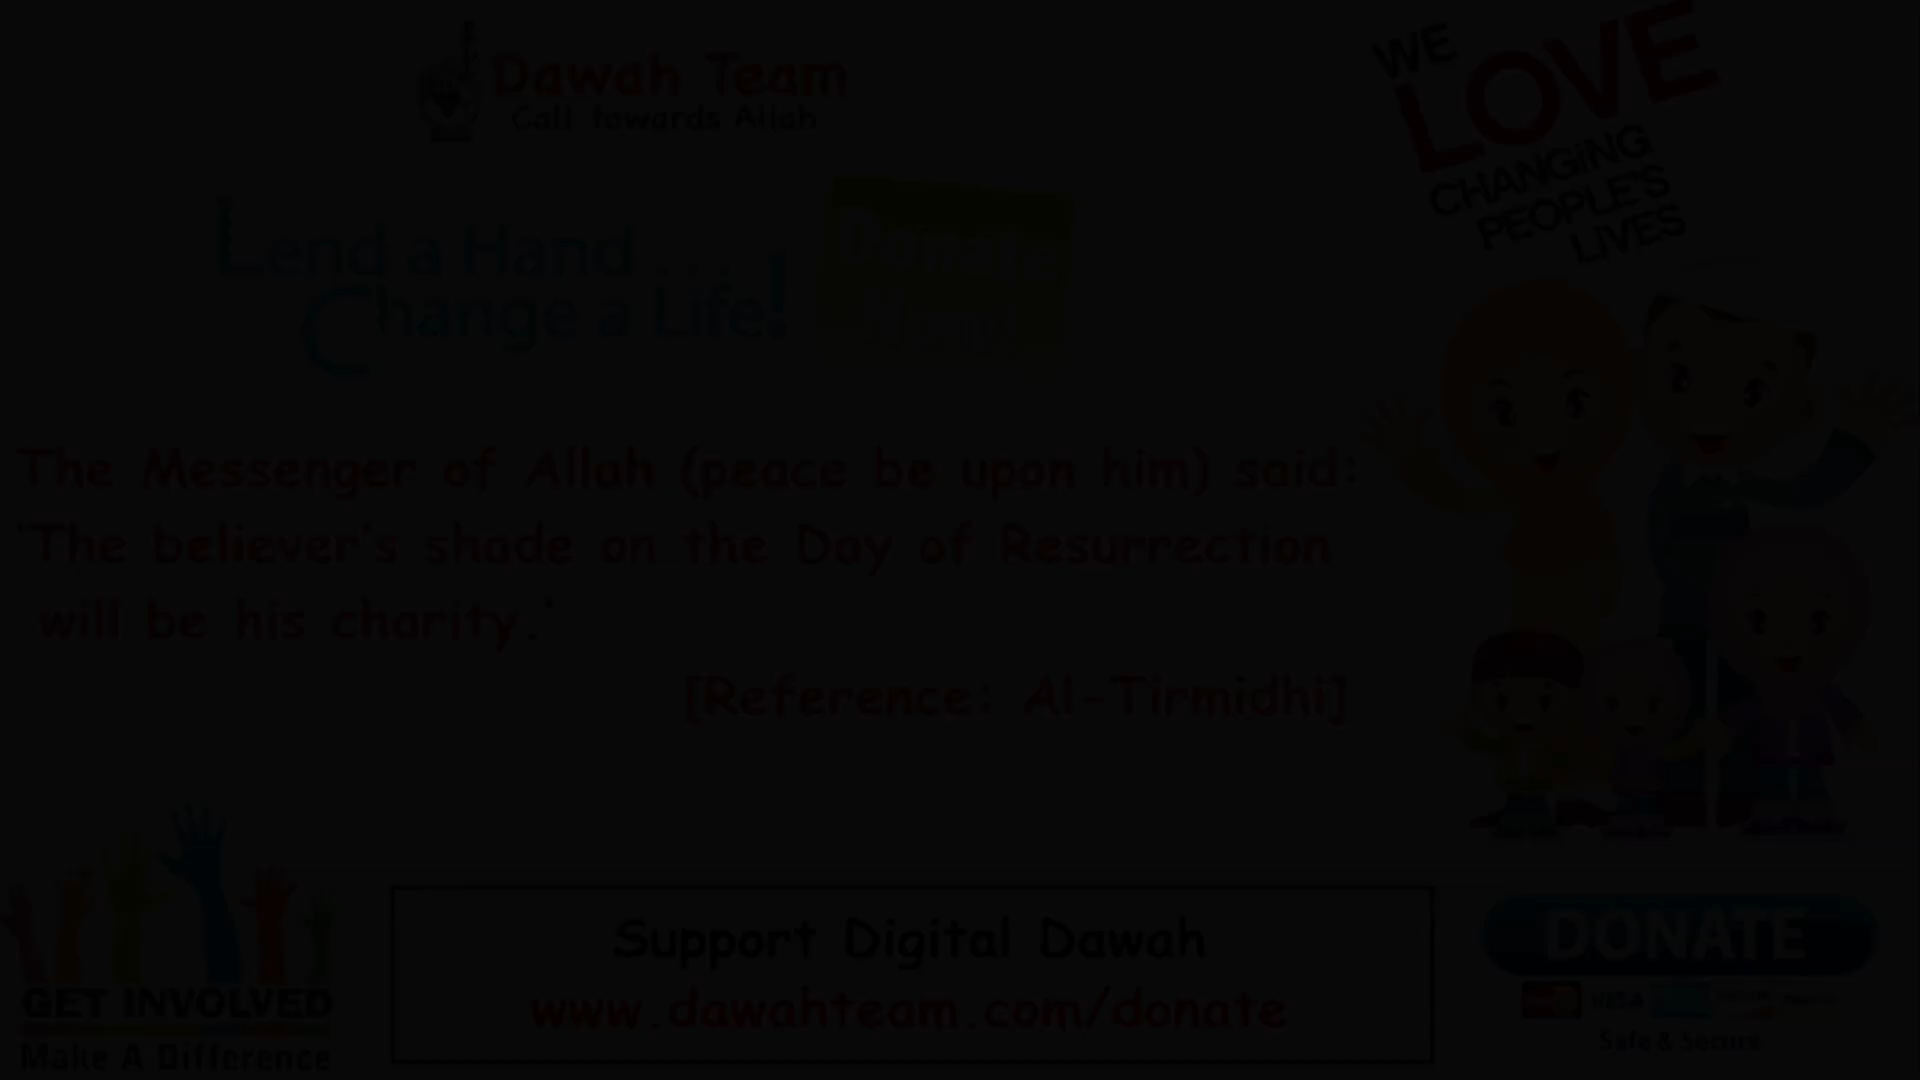 Dawah Team
Call towards Allah
WE
LOVE
CHANGiNG
PEOPLE'S
LIVES
Lend a Hand . . .
Change a Life!
Donate
Now!
The Messenger of Allah (peace be upon him) said:
'The believer's shade on the Day of Resurrection
will be his charity.'
[Reference: Al-Tirmidhi]
GET INVOLVED
Make A Difference
Support Digital Dawah
www.dawahteam.com/donate
DONATE
VISA
Safe & Secure